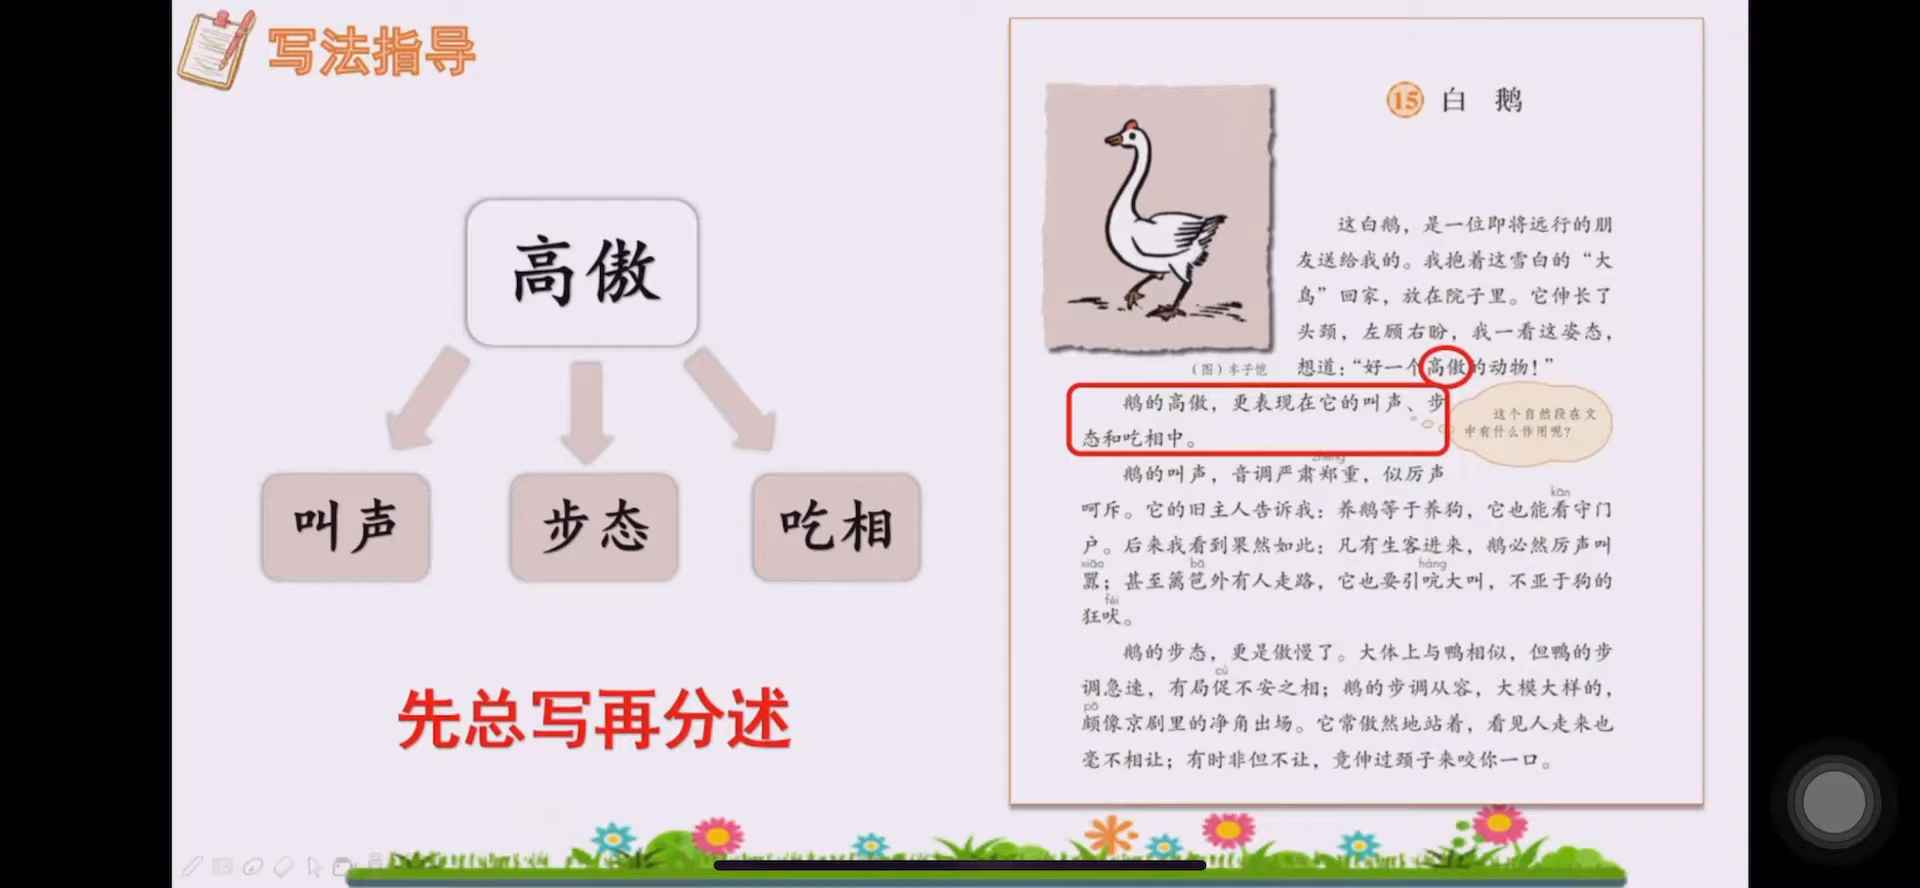 写法指导
高傲
叫声
步态
吃相
先总写再分述
15 白 鹅
这白鹅，是一位即将远行的朋
友送给我的。我抱着这雪白的“大
鸟”回家，放在院子里。它伸长了
头颈，左顾右盼，我一看这姿态，
（图）丰子恺
想道：“好一个高傲的动物！”
鹅的高傲，更表现在它的叫声、步
态和吃相中。
这个自然段在文
中有什么作用呢？
zhèng
鹅的叫声，音调严肃郑重，似厉声
kān
呵斥。它的旧主人告诉我：养鹅等于养狗，它也能看守门
户。后来我看到果然如此：凡有生客进来，鹅必然厉声叫
xiāo bā háng
嚣；甚至篱笆外有人走路，它也要引吭大叫，不亚于狗的
fèi
狂吠。
鹅的步态，更是傲慢了。大体上与鸭相似，但鸭的步
cù
调急速，有局促不安之相；鹅的步调从容，大模大样的，
pō
颇像京剧里的净角出场。它常傲然地站着，看见人走来也
毫不相让；有时非但不让，竟伸过颈子来咬你一口。